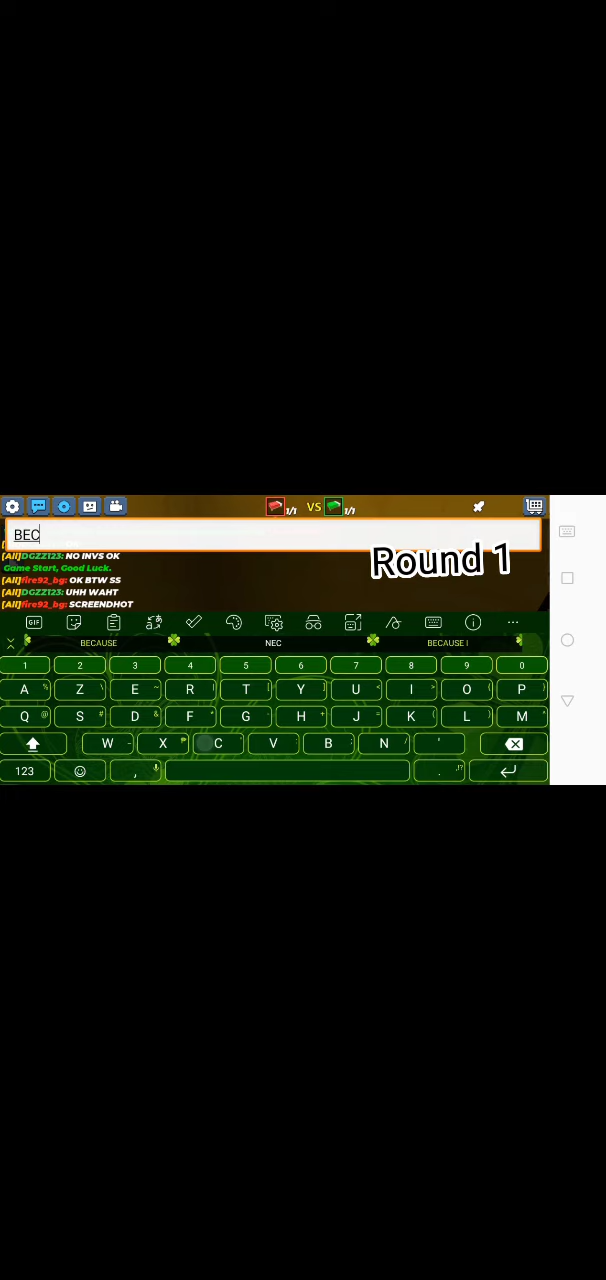 1/1 VS 1/1
BEC
[All]DGZZ123: NO INVS OK
Game Start, Good Luck.
[All]fire92_bg: OK BTW SS
[All]DGZZ123: UHH WAHT
[All]fire92_bg: SCREENDHOT
Round 1
GIF
BECAUSE NEC BECAUSE I
1 2 3 4 5 6 7 8 9 0
A Z E R T Y U I O P
Q S D F G H J K L M
W X C V B N '
123 , . ,!?